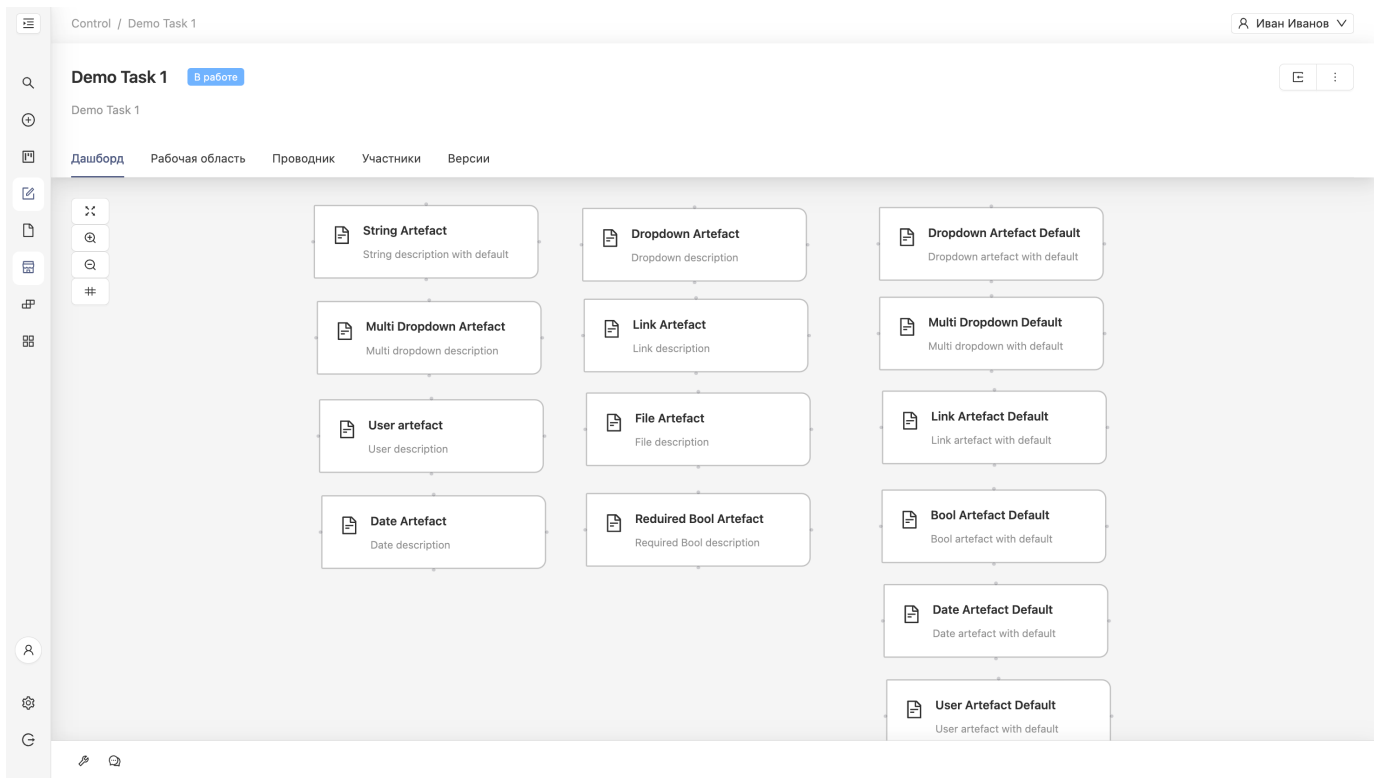 Control / Demo Task 1
Иван Иванов
Demo Task 1
В работе
Demo Task 1
Дашборд
Рабочая область
Проводник
Участники
Версии
String Artefact
String description with default
Dropdown Artefact
Dropdown description
Dropdown Artefact Default
Dropdown artefact with default
Multi Dropdown Artefact
Multi dropdown description
Link Artefact
Link description
Multi Dropdown Default
Multi dropdown with default
User artefact
User description
File Artefact
File description
Link Artefact Default
Link artefact with default
Date Artefact
Date description
Reduired Bool Artefact
Required Bool description
Bool Artefact Default
Bool artefact with default
Date Artefact Default
Date artefact with default
User Artefact Default
User artefact with default